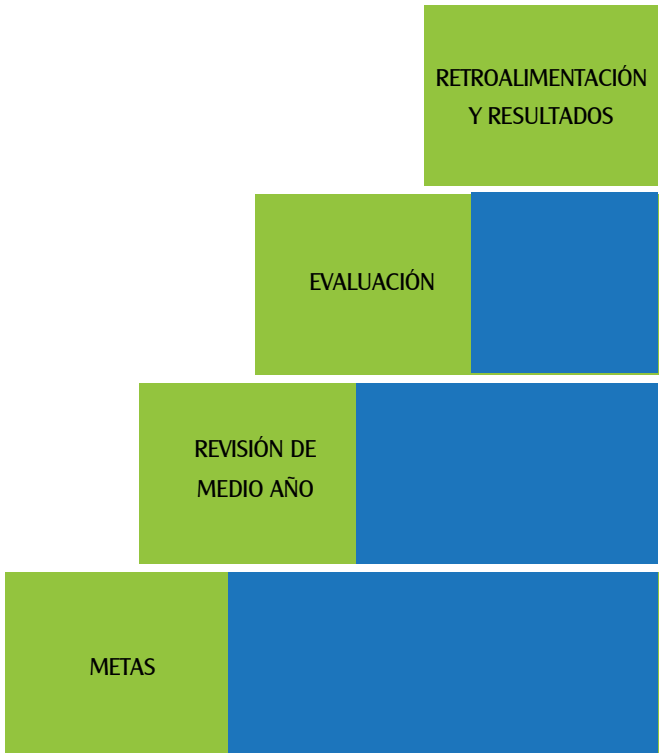 RETROALIMENTACIÓN
Y RESULTADOS
EVALUACIÓN
REVISIÓN DE
MEDIO AÑO
METAS